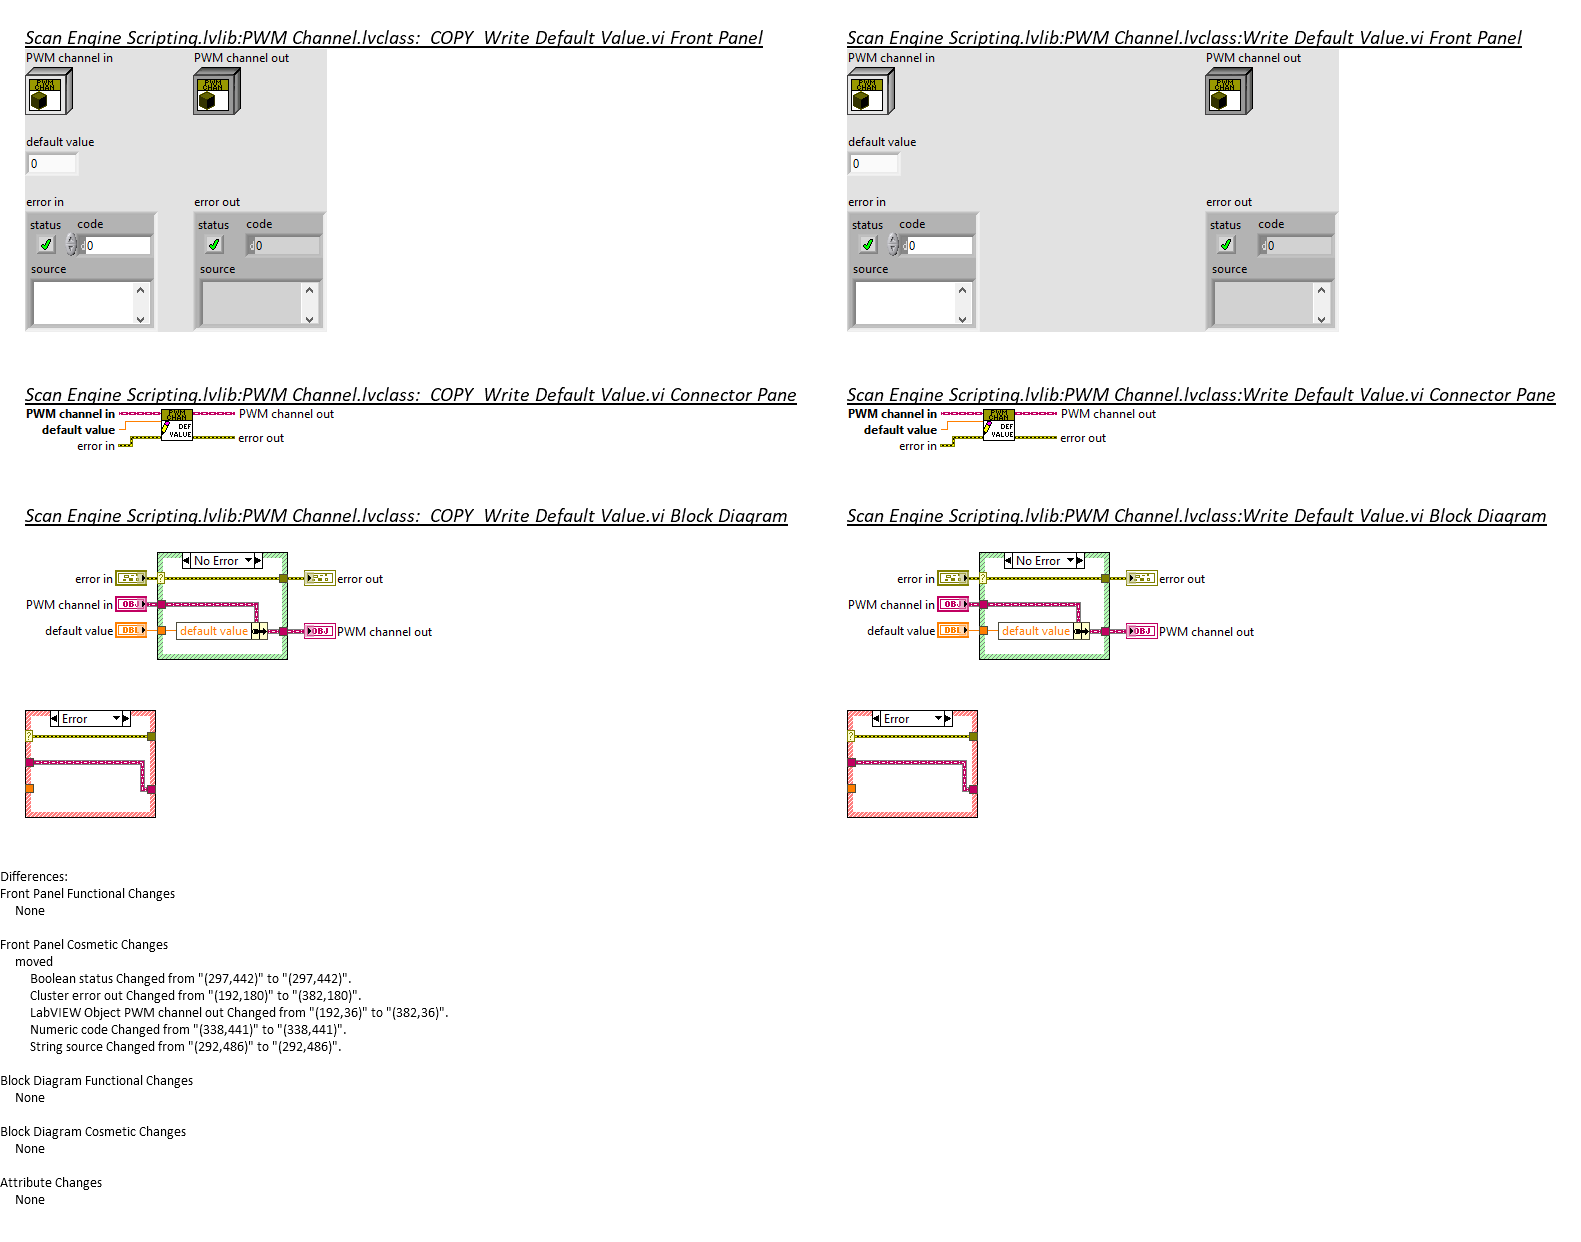 Scan Engine Scripting.lvlib:PWM Channel.lvclass:  COPY  Write Default Value.vi Front Panel
PWM channel in
PWM channel out
PWM
CHAN
PWM
CHAN
default value
0
error in
error out
status
code
status
code
d
0
d
0
source
source
Scan Engine Scripting.lvlib:PWM Channel.lvclass:Write Default Value.vi Front Panel
PWM channel in
PWM channel out
PWM
CHAN
PWM
CHAN
default value
0
error in
error out
status
code
status
code
d
0
d
0
source
source
Scan Engine Scripting.lvlib:PWM Channel.lvclass:  COPY  Write Default Value.vi Connector Pane
PWM channel in
PWM
CHAN
PWM channel out
default value
DEF
VALUE
error in
error out
Scan Engine Scripting.lvlib:PWM Channel.lvclass:Write Default Value.vi Connector Pane
PWM channel in
PWM
CHAN
PWM channel out
default value
DEF
VALUE
error in
error out
Scan Engine Scripting.lvlib:PWM Channel.lvclass:  COPY  Write Default Value.vi Block Diagram
No Error
error in
?
error out
PWM channel in
OBJ
default value
DBL
default value
OBJ
PWM channel out
Error
?
Scan Engine Scripting.lvlib:PWM Channel.lvclass:Write Default Value.vi Block Diagram
No Error
error in
?
error out
PWM channel in
OBJ
default value
DBL
default value
OBJ
PWM channel out
Error
?
Differences:
Front Panel Functional Changes
None
Front Panel Cosmetic Changes
moved
Boolean status Changed from "(297,442)" to "(297,442)".
Cluster error out Changed from "(192,180)" to "(382,180)".
LabVIEW Object PWM channel out Changed from "(192,36)" to "(382,36)".
Numeric code Changed from "(338,441)" to "(338,441)".
String source Changed from "(292,486)" to "(292,486)".
Block Diagram Functional Changes
None
Block Diagram Cosmetic Changes
None
Attribute Changes
None